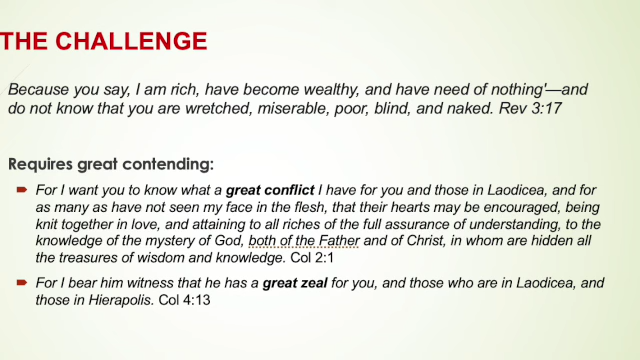 THE CHALLENGE
Because you say, I am rich, have become wealthy, and have need of nothing'—and
do not know that you are wretched, miserable, poor, blind, and naked. Rev 3:17
Requires great contending:
For I want you to know what a great conflict I have for you and those in Laodicea, and for
as many as have not seen my face in the flesh, that their hearts may be encouraged, being
knit together in love, and attaining to all riches of the full assurance of understanding, to the
knowledge of the mystery of God, both of the Father and of Christ, in whom are hidden all
the treasures of wisdom and knowledge. Col 2:1
For I bear him witness that he has a great zeal for you, and those who are in Laodicea, and
those in Hierapolis. Col 4:13